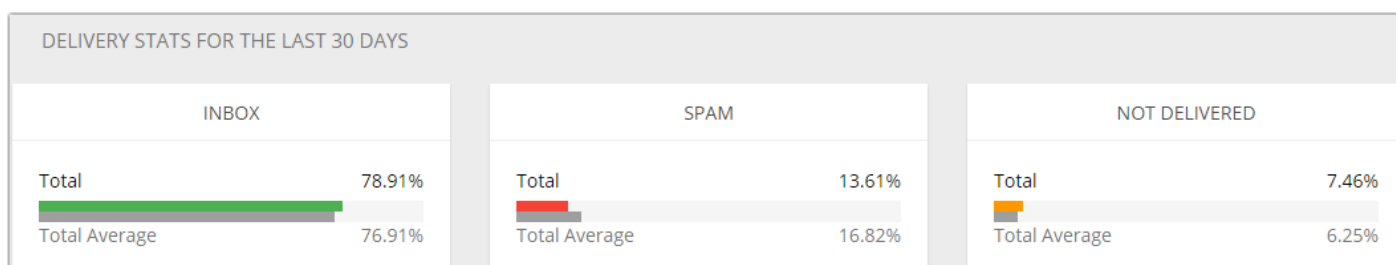 DELIVERY STATS FOR THE LAST 30 DAYS
INBOX
Total 78.91%
Total Average 76.91%
SPAM
Total 13.61%
Total Average 16.82%
NOT DELIVERED
Total 7.46%
Total Average 6.25%